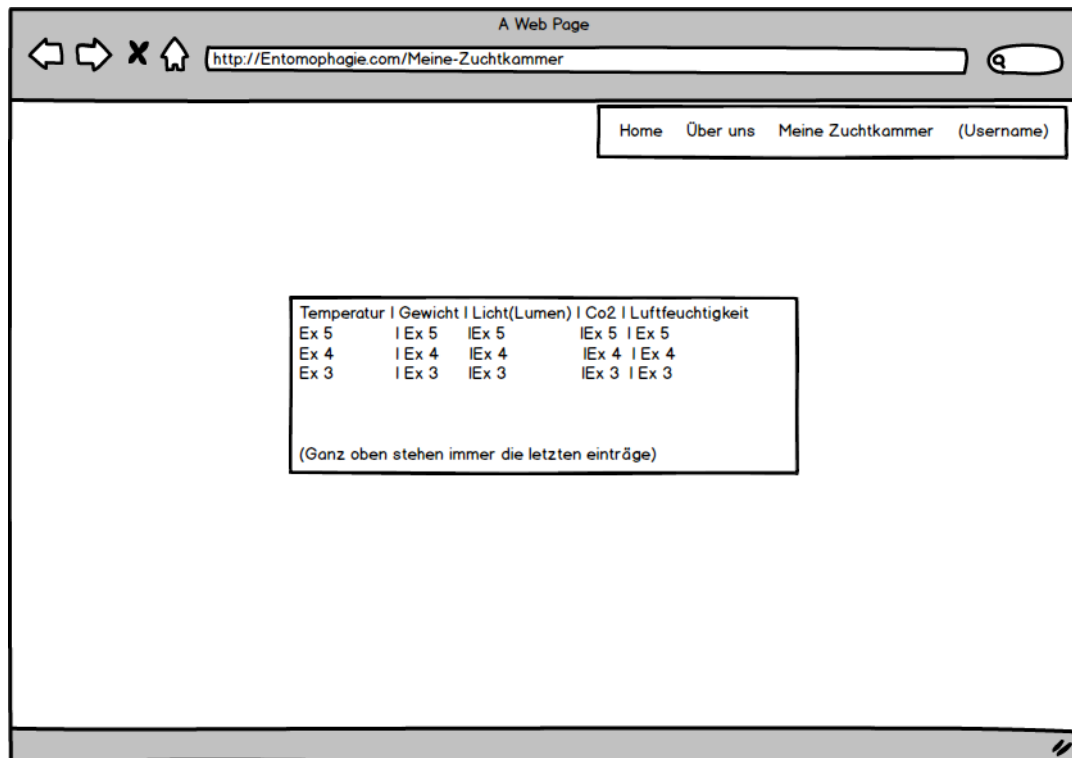 A Web Page
http://Entomophagie.com/Meine-Zuchtkammer
Home Über uns Meine Zuchtkammer (Username)
Temperatur I Gewicht I Licht(Lumen) I Co2 I Luftfeuchtigkeit
Ex 5 I Ex 5 IEx 5 IEx 5 I Ex 5
Ex 4 I Ex 4 IEx 4 IEx 4 I Ex 4
Ex 3 I Ex 3 IEx 3 IEx 3 I Ex 3
(Ganz oben stehen immer die letzten einträge)